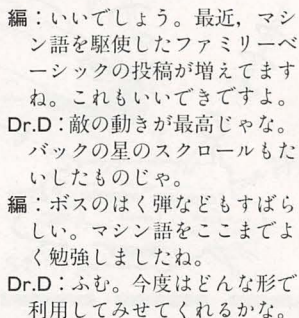 編：いいでしょう。最近，マシ
ン語を駆使したファミリーベ
ーシックの投稿が増えてます
ね。これもいいできですよ。
Dr.D：敵の動きが最高じゃな。
バックの星のスクロールもた
いしたものじゃ。
編：ボスのはく弾などもすばら
しい。マシン語をここまでよ
く勉強しましたね。
Dr.D：ふむ。今度はどんな形で
利用してみせてくれるかな。